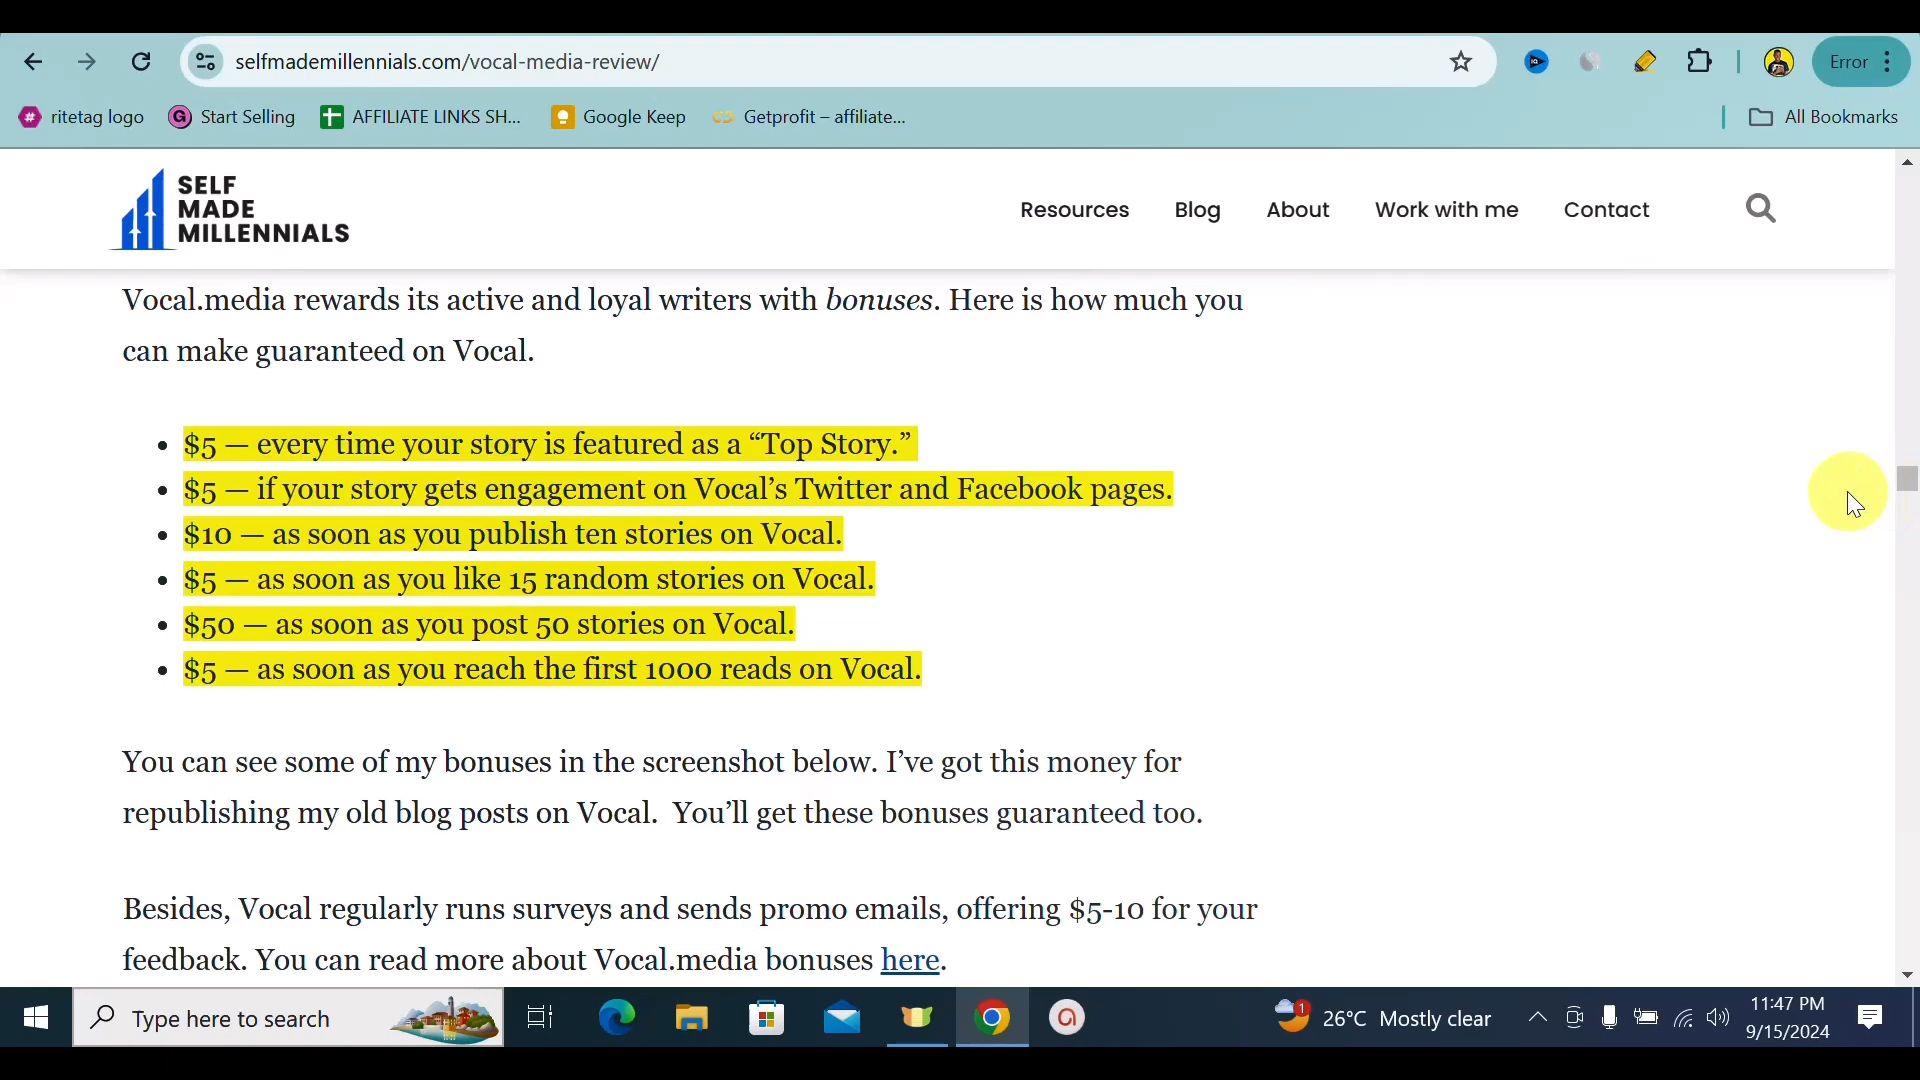 selfmademillennials.com/vocal-media-review/
Error
ritetag logo
Start Selling
AFFILIATE LINKS SH...
Google Keep
Getprofit – affiliate...
All Bookmarks
SELF
MADE
MILLENNIALS
Resources
Blog
About
Work with me
Contact
Vocal.media rewards its active and loyal writers with bonuses. Here is how much you
can make guaranteed on Vocal.
• $5 — every time your story is featured as a “Top Story.”
• $5 — if your story gets engagement on Vocal’s Twitter and Facebook pages.
• $10 — as soon as you publish ten stories on Vocal.
• $5 — as soon as you like 15 random stories on Vocal.
• $50 — as soon as you post 50 stories on Vocal.
• $5 — as soon as you reach the first 1000 reads on Vocal.
You can see some of my bonuses in the screenshot below. I’ve got this money for
republishing my old blog posts on Vocal.  You’ll get these bonuses guaranteed too.
Besides, Vocal regularly runs surveys and sends promo emails, offering $5-10 for your
feedback. You can read more about Vocal.media bonuses here.
Type here to search
1
26°C Mostly clear
11:47 PM
9/15/2024